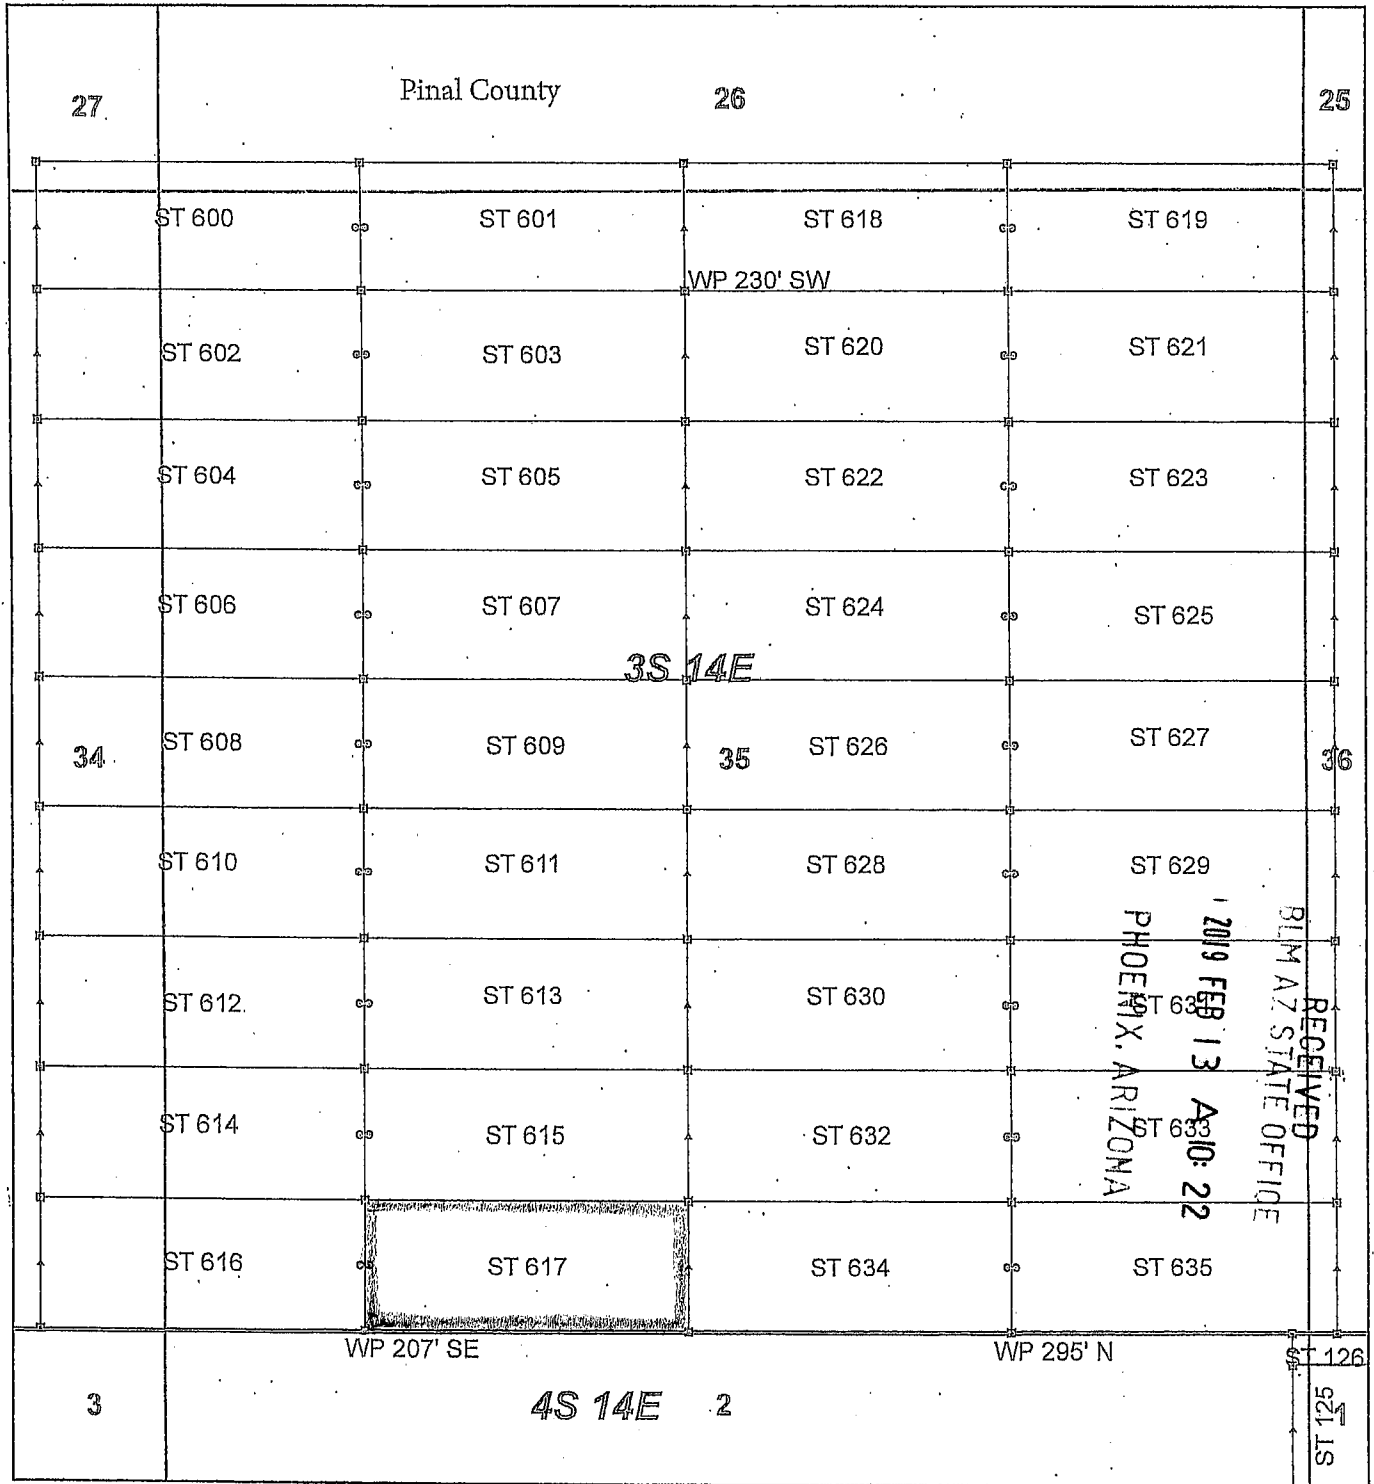 27
Pinal County
26
25
ST 600
ST 601
ST 618
ST 619
WP 230' SW
ST 602
ST 603
ST 620
ST 621
ST 604
ST 605
ST 622
ST 623
ST 606
ST 607
ST 624
ST 625
3S 14E
34
ST 608
ST 609
35
ST 626
ST 627
36
ST 610
ST 611
ST 628
ST 629
RECEIVED
BLM AZ STATE OFFICE
2019 FEB 13 A 10: 22
PHOENIX, ARIZONA
ST 612
ST 613
ST 630
ST 614
ST 615
ST 632
ST 633
ST 616
ST 617
ST 634
ST 635
WP 207' SE
WP 295' N
ST 126
3
4S 14E
2
ST 125
1